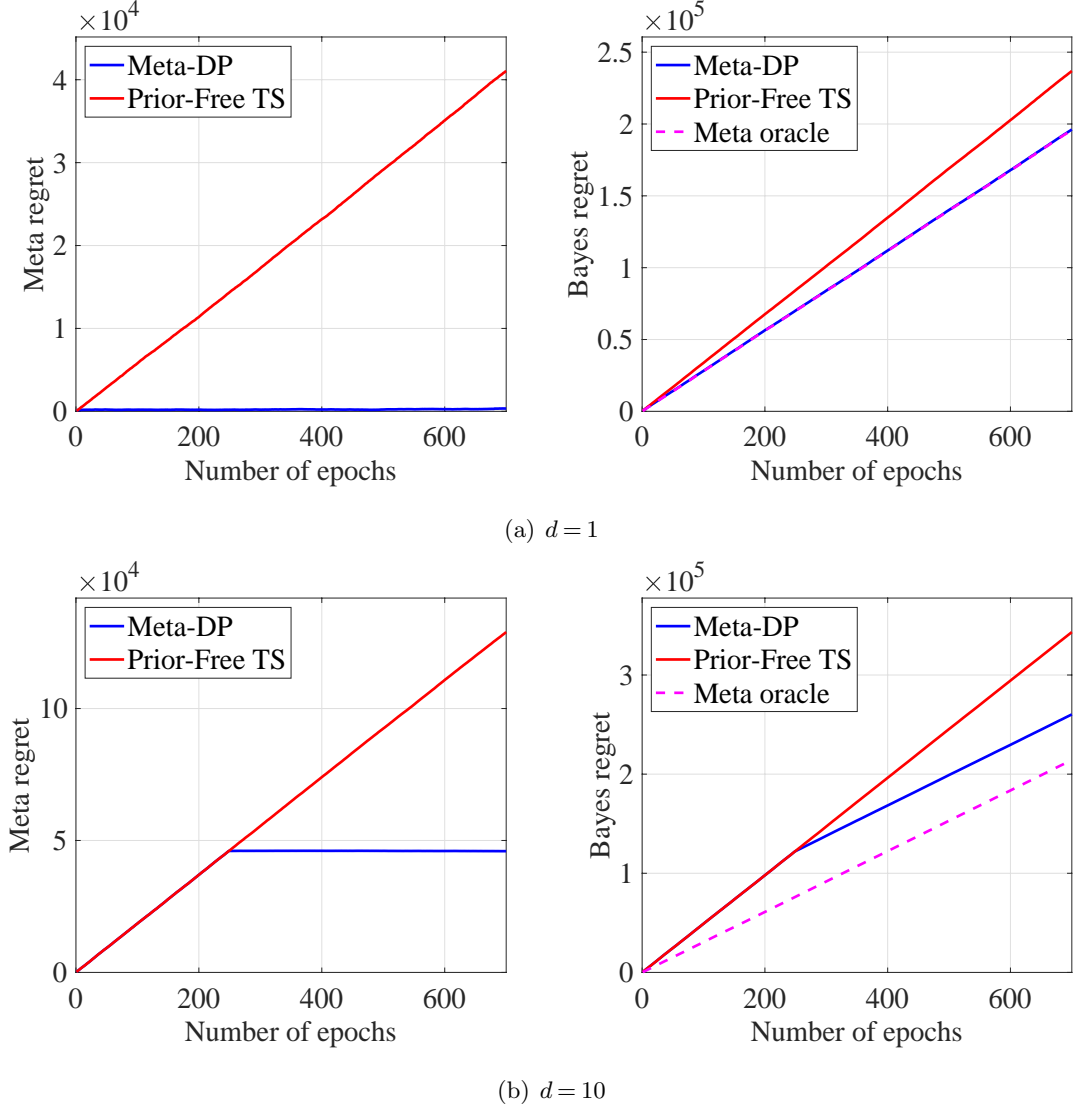 ×10^4
Meta-DP
Prior-Free TS
4
3
2
1
0
Meta regret
0 200 400 600
Number of epochs
×10^5
Meta-DP
Prior-Free TS
Meta oracle
2.5
2
1.5
1
0.5
0
Bayes regret
0 200 400 600
Number of epochs
(a) d = 1
×10^4
Meta-DP
Prior-Free TS
10
5
0
Meta regret
0 200 400 600
Number of epochs
×10^5
Meta-DP
Prior-Free TS
Meta oracle
3
2
1
0
Bayes regret
0 200 400 600
Number of epochs
(b) d = 10